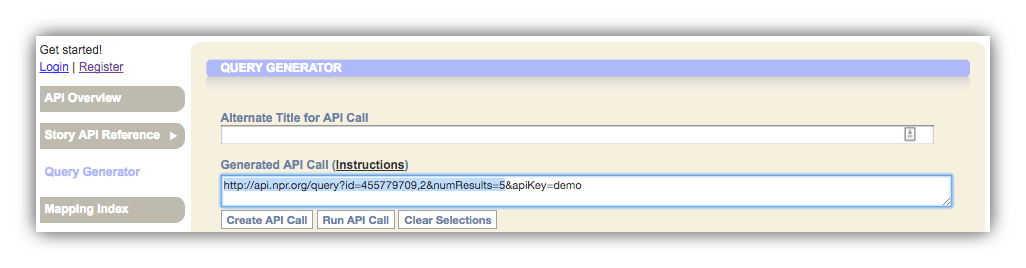 Get started!
Login | Register
API Overview
Story API Reference
Query Generator
Mapping Index
QUERY GENERATOR
Alternate Title for API Call
Generated API Call (Instructions)
http://api.npr.org/query?id=455779709,2&numResults=5&apiKey=demo
Create API Call Run API Call Clear Selections